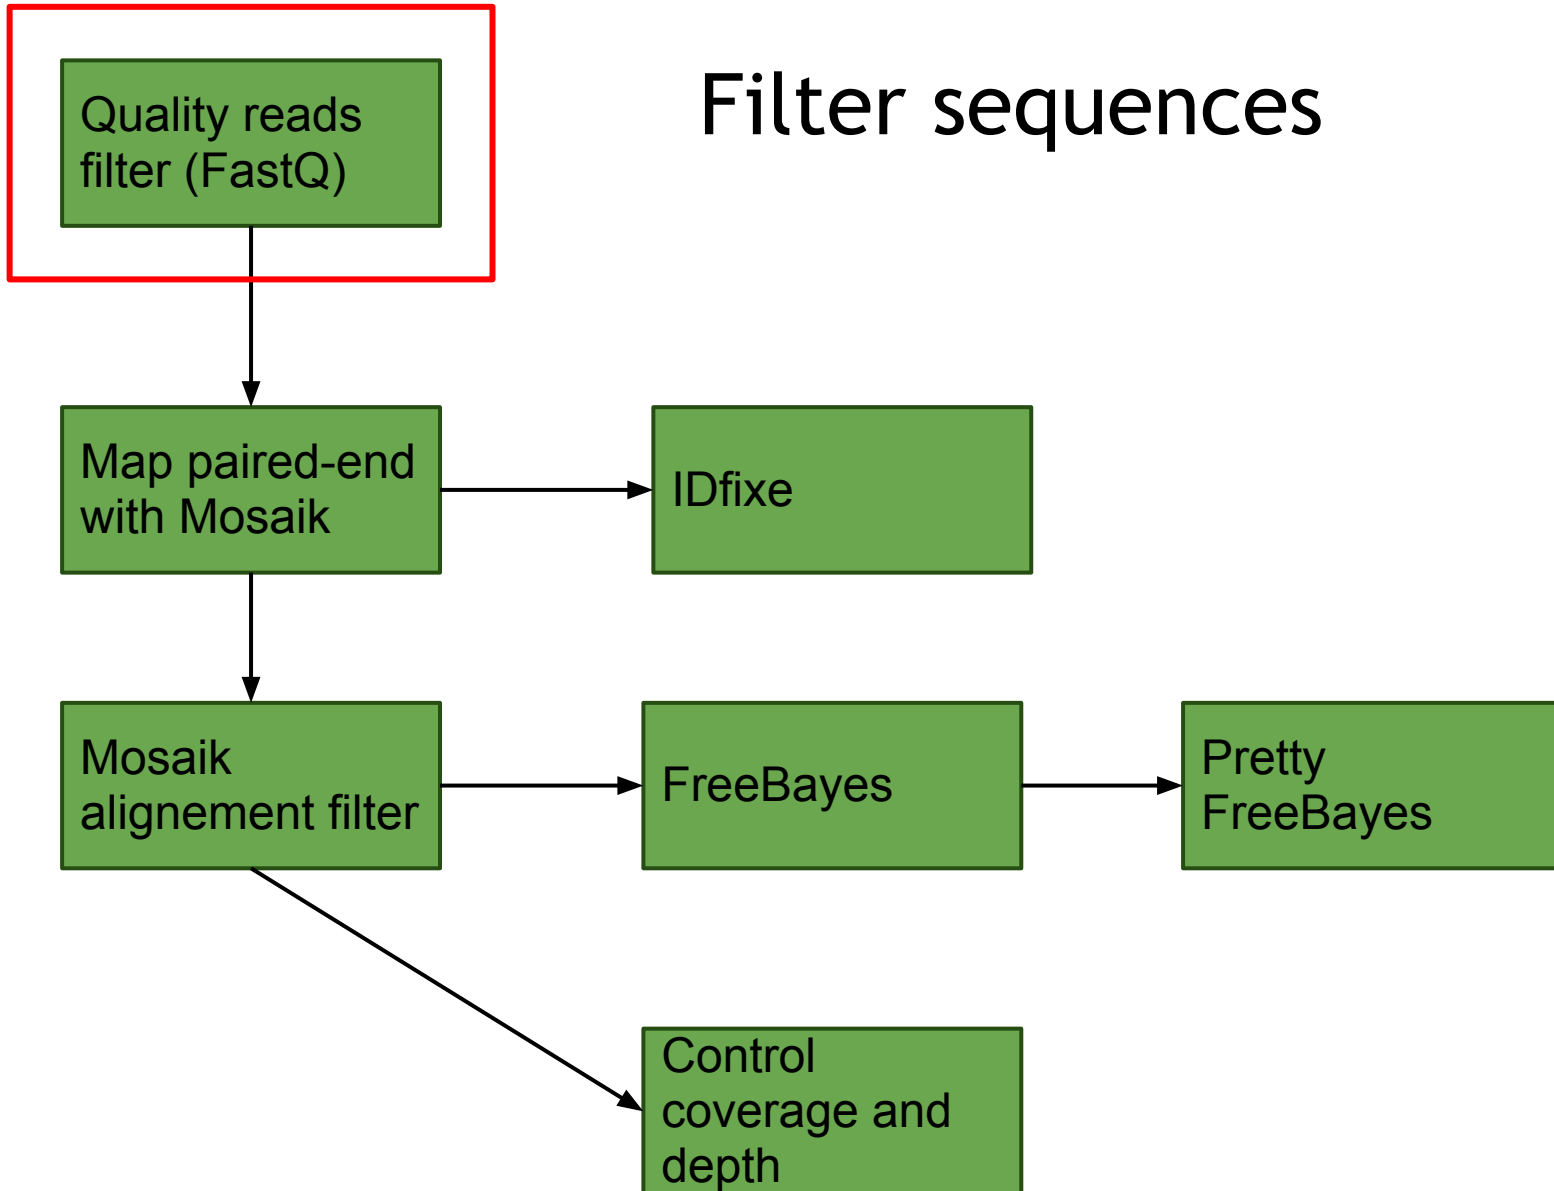 Filter sequences
Quality reads
filter (FastQ)
Map paired-end
with Mosaik
IDfixe
Mosaik
alignement filter
FreeBayes
Pretty
FreeBayes
Control
coverage and
depth